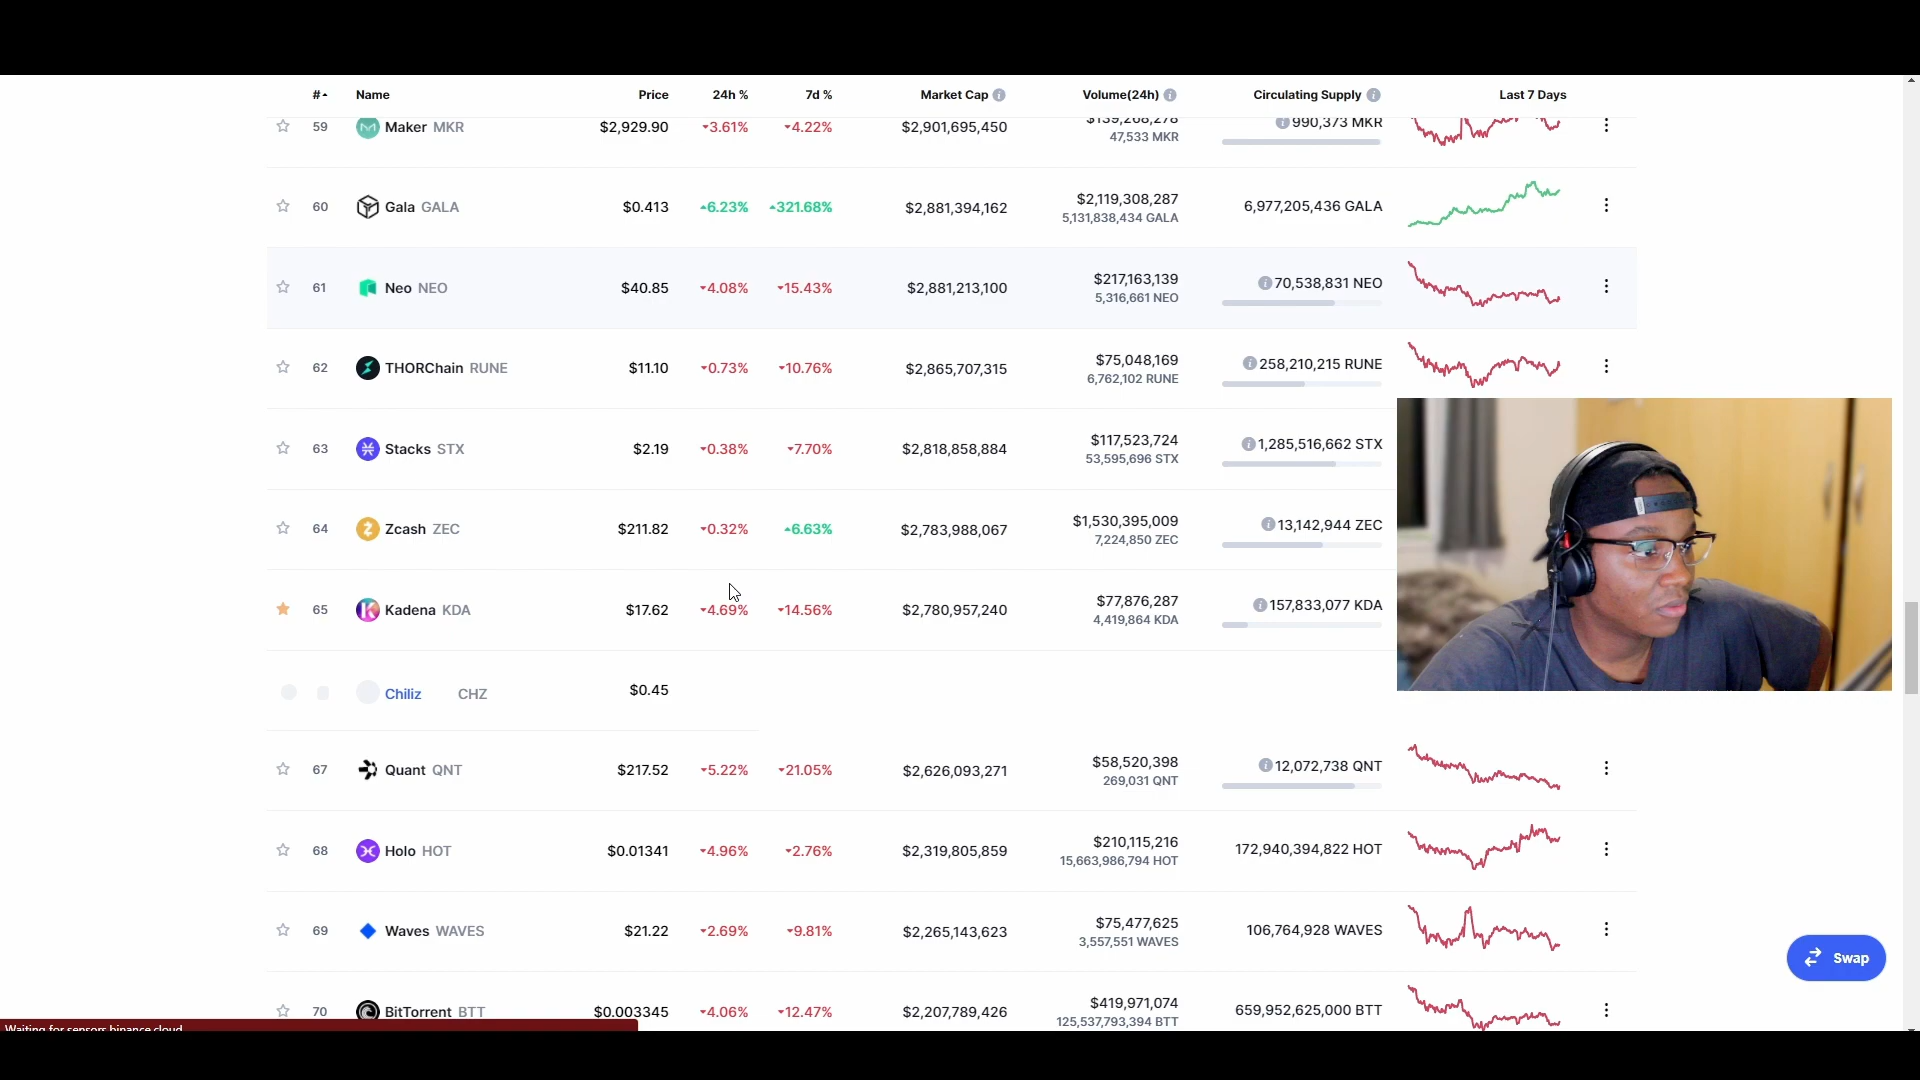 # Name Price 24h % 7d % Market Cap Volume(24h) Circulating Supply Last 7 Days
59 Maker MKR $2,929.90 3.61% 4.22% $2,901,695,450 $139,268,278 990,373 MKR
47,533 MKR
60 Gala GALA $0.413 6.23% 321.68% $2,881,394,162 $2,119,308,287 6,977,205,436 GALA
5,131,838,434 GALA
61 Neo NEO $40.85 4.08% 15.43% $2,881,213,100 $217,163,139 70,538,831 NEO
5,316,661 NEO
62 THORChain RUNE $11.10 0.73% 10.76% $2,865,707,315 $75,048,169 258,210,215 RUNE
6,762,102 RUNE
63 Stacks STX $2.19 0.38% 7.70% $2,818,858,884 $117,523,724 1,285,516,662 STX
53,595,696 STX
64 Zcash ZEC $211.82 0.32% 6.63% $2,783,988,067 $1,530,395,009 13,142,944 ZEC
7,224,850 ZEC
65 Kadena KDA $17.62 4.69% 14.56% $2,780,957,240 $77,876,287 157,833,077 KDA
4,419,864 KDA
Chiliz CHZ $0.45
67 Quant QNT $217.52 5.22% 21.05% $2,626,093,271 $58,520,398 12,072,738 QNT
269,031 QNT
68 Holo HOT $0.01341 4.96% 2.76% $2,319,805,859 $210,115,216 172,940,394,822 HOT
15,663,986,794 HOT
69 Waves WAVES $21.22 2.69% 9.81% $2,265,143,623 $75,477,625 106,764,928 WAVES
3,557,551 WAVES
Swap
70 BitTorrent BTT $0.003345 4.06% 12.47% $2,207,789,426 $419,971,074 659,952,625,000 BTT
125,537,793,394 BTT
Waiting for sensors binance cloud